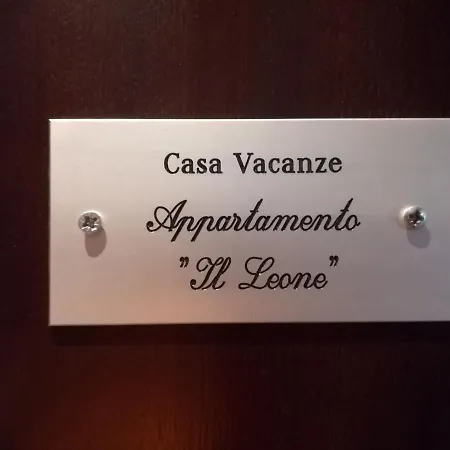 Casa Vacanze
Appartamento
"Il Leone"